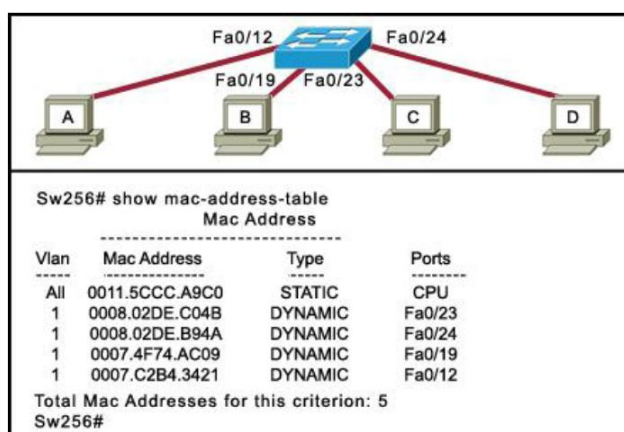 Fa0/12
Fa0/24
Fa0/19
Fa0/23
A
B
C
D
Sw256# show mac-address-table
Mac Address
Vlan Mac Address Type Ports
All 0011.5CCC.A9C0 STATIC CPU
1 0008.02DE.C04B DYNAMIC Fa0/23
1 0008.02DE.B94A DYNAMIC Fa0/24
1 0007.4F74.AC09 DYNAMIC Fa0/19
1 0007.C2B4.3421 DYNAMIC Fa0/12
Total Mac Addresses for this criterion: 5
Sw256#